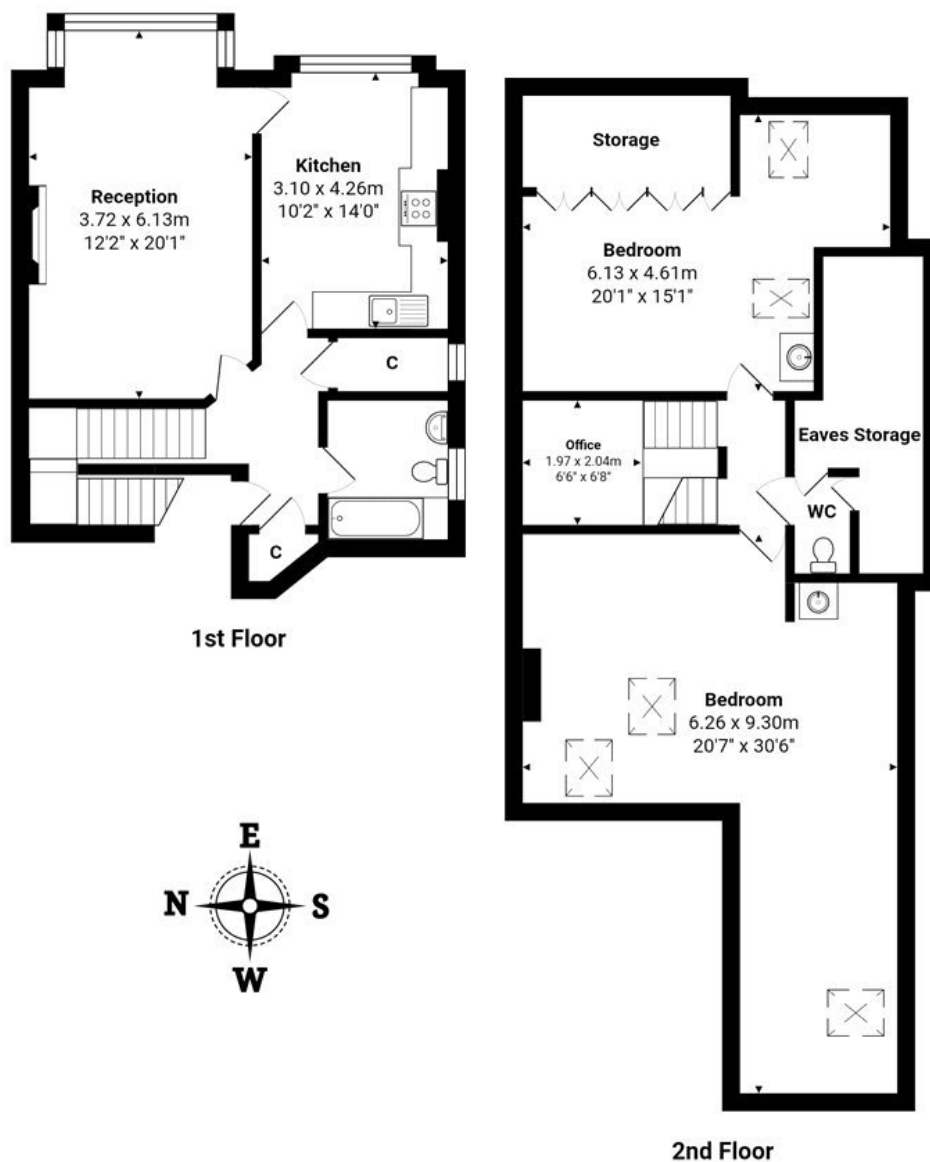 Reception
3.72 x 6.13m
12'2" x 20'1"
Kitchen
3.10 x 4.26m
10'2" x 14'0"
C
C
1st Floor
E
N
S
W
Storage
Bedroom
6.13 x 4.61m
20'1" x 15'1"
Office
1.97 x 2.04m
6'6" x 6'8"
Eaves Storage
WC
Bedroom
6.26 x 9.30m
20'7" x 30'6"
2nd Floor